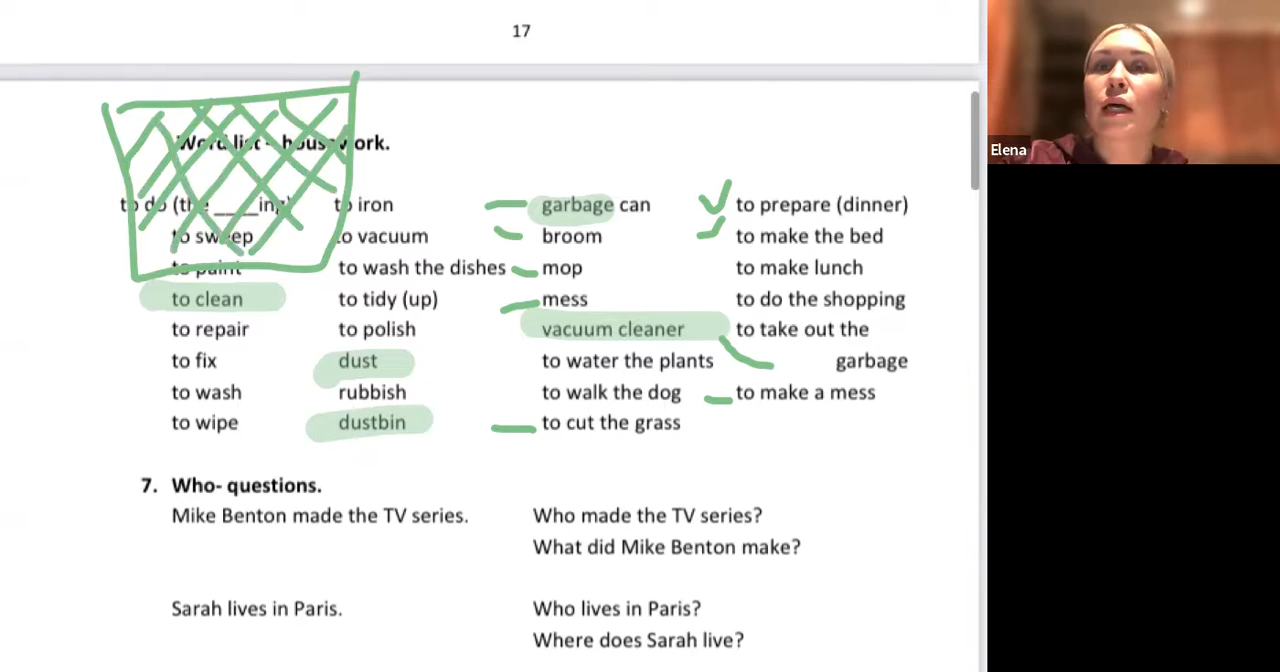 17
Word list - housework.
to do (the ____ing) to iron garbage can to prepare (dinner)
to sweep to vacuum broom to make the bed
to paint to wash the dishes mop to make lunch
to clean to tidy (up) mess to do the shopping
to repair to polish vacuum cleaner to take out the
to fix dust to water the plants garbage
to wash rubbish to walk the dog to make a mess
to wipe dustbin to cut the grass
7. Who- questions.
Mike Benton made the TV series. Who made the TV series?
What did Mike Benton make?
Sarah lives in Paris. Who lives in Paris?
Where does Sarah live?
Elena